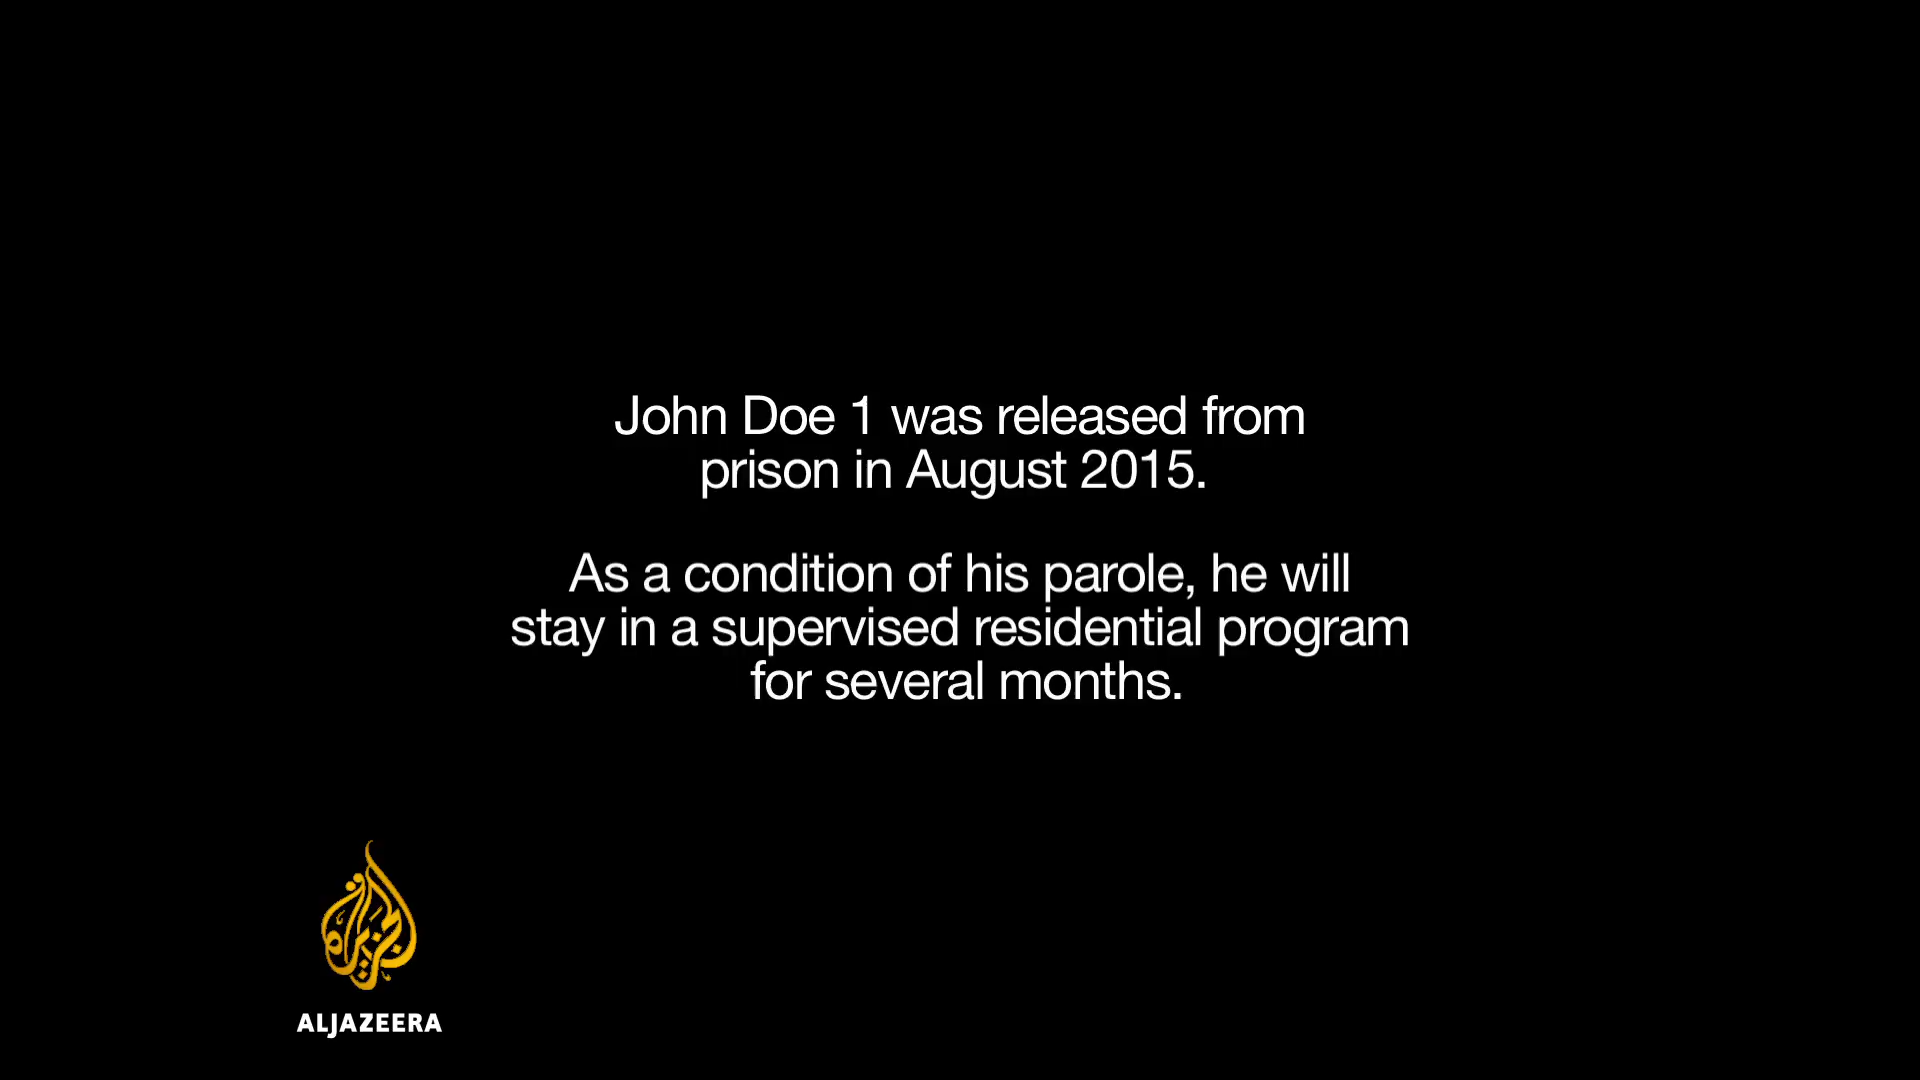 John Doe 1 was released from
prison in August 2015.
As a condition of his parole, he will
stay in a supervised residential program
for several months.
الجزيرة
ALJAZEERA